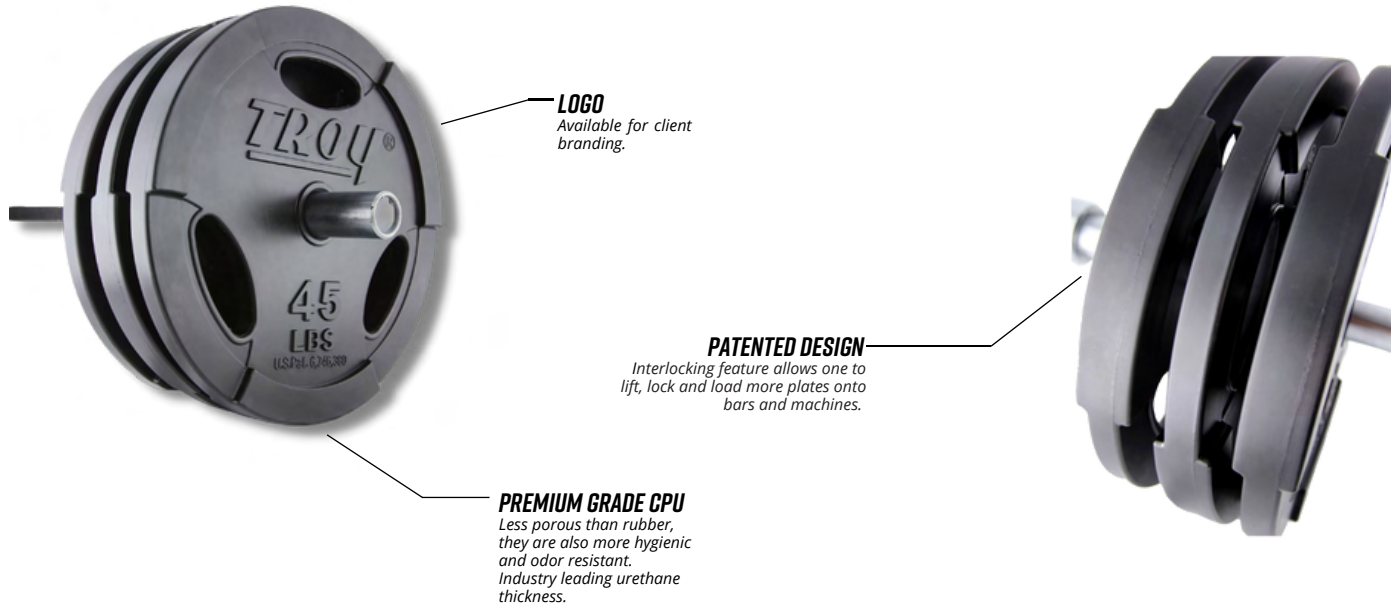 TROY®
45
LBS
LOGO
Available for client
branding.
PATENTED DESIGN
Interlocking feature allows one to
lift, lock and load more plates onto
bars and machines.
PREMIUM GRADE CPU
Less porous than rubber,
they are also more hygienic
and odor resistant.
Industry leading urethane
thickness.